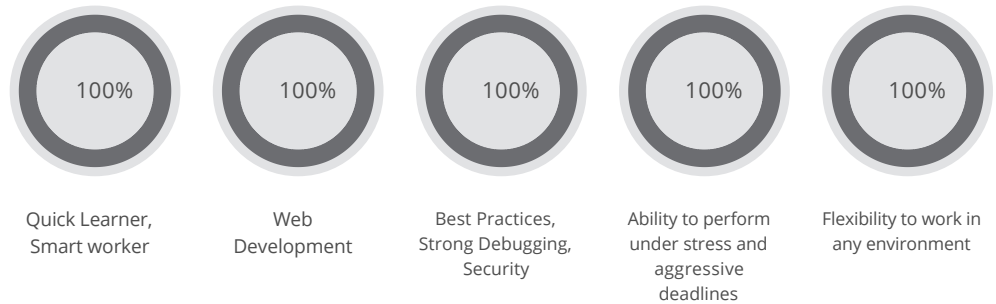 100%
100%
100%
100%
100%
Quick Learner,
Smart worker
Web
Development
Best Practices,
Strong Debugging,
Security
Ability to perform
under stress and
aggressive
deadlines
Flexibility to work in
any environment